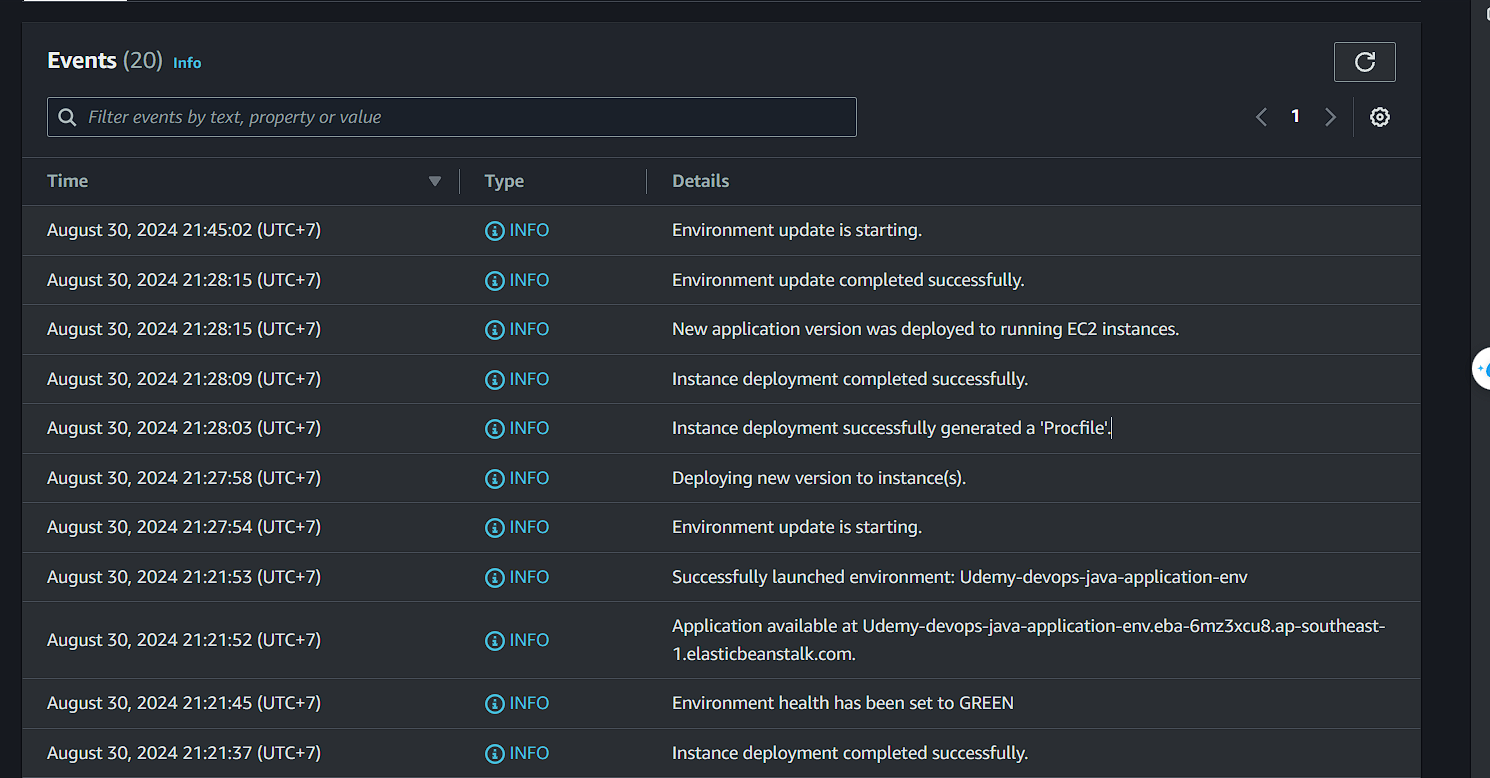 Events (20) Info
Filter events by text, property or value
1
Time Type Details
August 30, 2024 21:45:02 (UTC+7) INFO Environment update is starting.
August 30, 2024 21:28:15 (UTC+7) INFO Environment update completed successfully.
August 30, 2024 21:28:15 (UTC+7) INFO New application version was deployed to running EC2 instances.
August 30, 2024 21:28:09 (UTC+7) INFO Instance deployment completed successfully.
August 30, 2024 21:28:03 (UTC+7) INFO Instance deployment successfully generated a 'Procfile'.
August 30, 2024 21:27:58 (UTC+7) INFO Deploying new version to instance(s).
August 30, 2024 21:27:54 (UTC+7) INFO Environment update is starting.
August 30, 2024 21:21:53 (UTC+7) INFO Successfully launched environment: Udemy-devops-java-application-env
August 30, 2024 21:21:52 (UTC+7) INFO Application available at Udemy-devops-java-application-env.eba-6mz3xcu8.ap-southeast-
1.elasticbeanstalk.com.
August 30, 2024 21:21:45 (UTC+7) INFO Environment health has been set to GREEN
August 30, 2024 21:21:37 (UTC+7) INFO Instance deployment completed successfully.